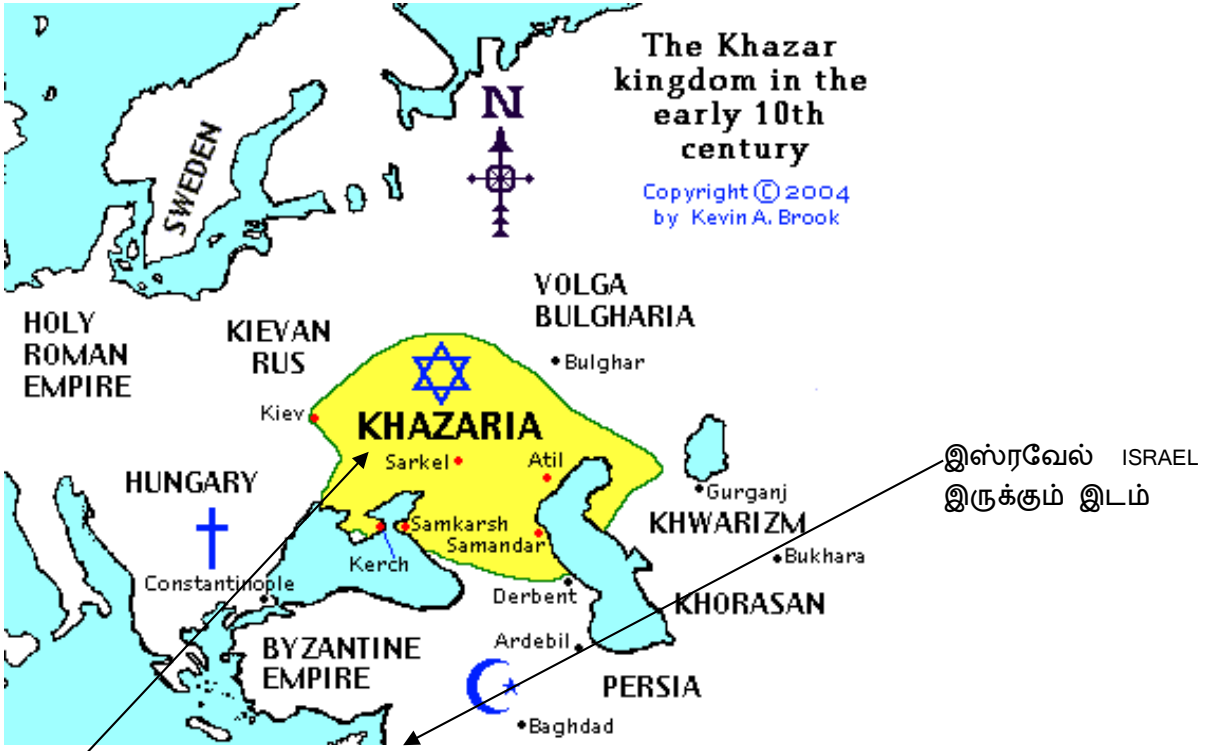 The Khazar
kingdom in the
early 10th
century
Copyright © 2004
by Kevin A. Brook
N
SWEDEN
HOLY
ROMAN
EMPIRE
KIEVAN
RUS
VOLGA
BULGHARIA
Bulghar
Kiev
KHAZARIA
Sarkel
Atil
இஸ்ரவேல் ISRAEL
இருக்கும் இடம்
HUNGARY
Gurganj
KHWARIZM
Samkarsh
Samandar
Kerch
Bukhara
Constantinople
Derbent
KHORASAN
Ardebil
BYZANTINE
EMPIRE
PERSIA
Baghdad